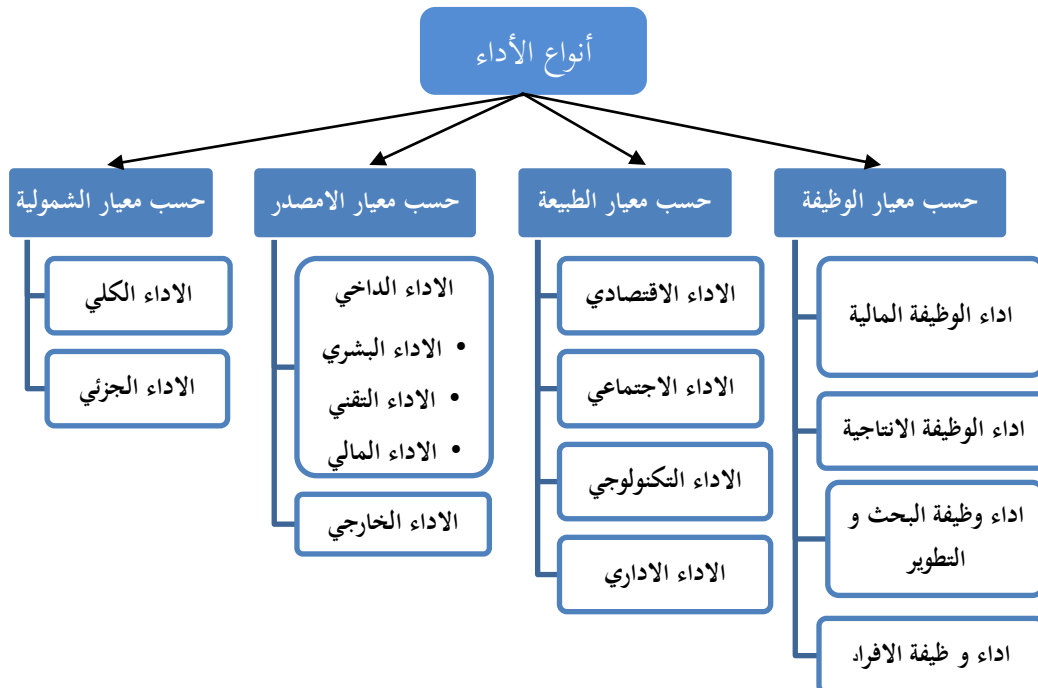 أنواع الأداء
حسب معيار الوظيفة
اداء الوظيفة المالية
اداء الوظيفة الانتاجية
اداء وظيفة البحث و
التطوير
اداء و ظيفة الافراد
حسب معيار الطبيعة
الاداء الاقتصادي
الاداء الاجتماعي
الاداء التكنولوجي
الاداء الاداري
حسب معيار الامصدر
الاداء الداخي
• الاداء البشري
• الاداء التقني
• الاداء المالي
الاداء الخارجي
حسب معيار الشمولية
الاداء الكلي
الاداء الجزئي